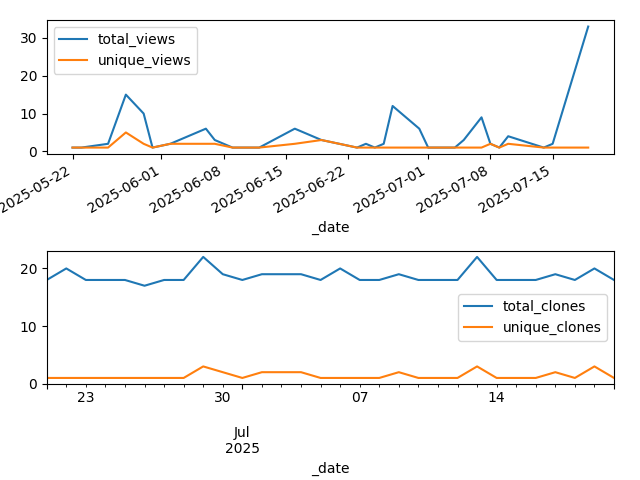 30
20
10
0
total_views
unique_views
2025-05-22
2025-06-01
2025-06-08
2025-06-15
2025-06-22
2025-07-01
2025-07-08
2025-07-15
_date
20
10
0
total_clones
unique_clones
23
30
07
14
Jul
2025
_date